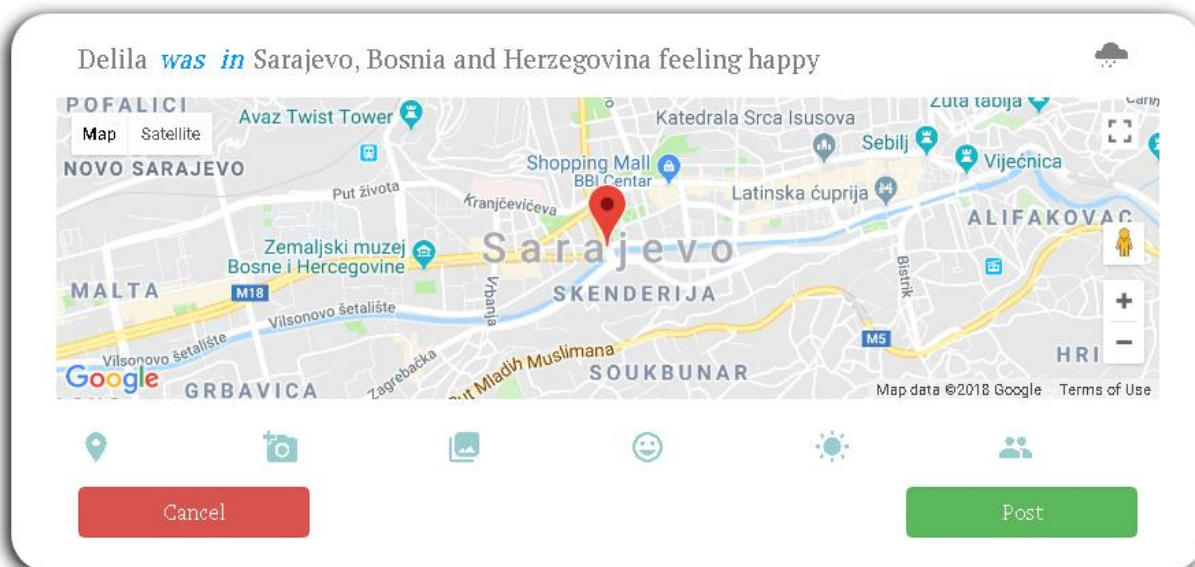 Delila was in Sarajevo, Bosnia and Herzegovina feeling happy
POFALIĆI
Avaz Twist Tower
Katedrala Srca Isusova
Žuta tabija
Map Satellite
Sebilj
Vijećnica
NOVO SARAJEVO
Shopping Mall
BBI Centar
Put života
Kranjčevićeva
Latinska ćuprija
ALIFAKOVAC
Zemaljski muzej
Bosne i Hercegovine
Sarajevo
Bistrik
MALTA
M18
Vrbanja
SKENDERIJA
+
Vilsonovo šetalište
M5
−
Vilsonovo šetalište
Zagrebačka
Put Mladih Muslimana
HRI
Google
GRBAVICA
SOUKBUNAR
Map data ©2018 Google Terms of Use
Cancel
Post